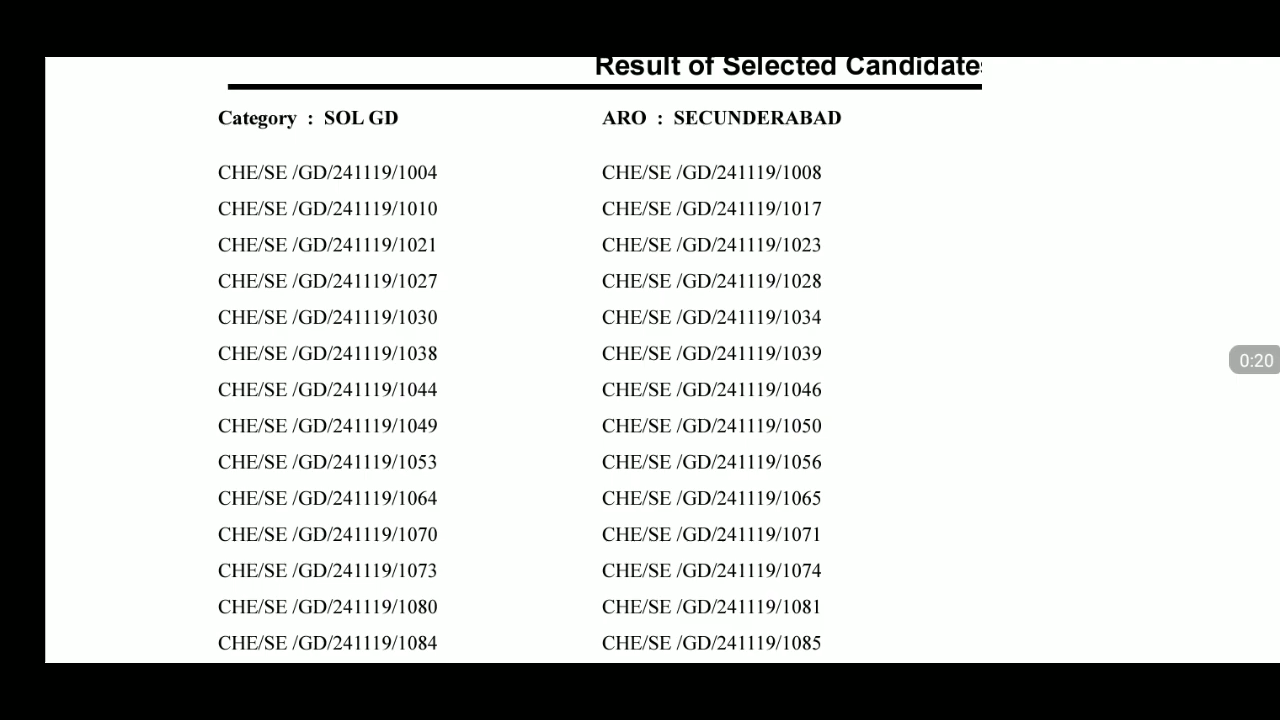 Result of Selected Candidates
Category : SOL GD ARO : SECUNDERABAD
CHE/SE /GD/241119/1004 CHE/SE /GD/241119/1008
CHE/SE /GD/241119/1010 CHE/SE /GD/241119/1017
CHE/SE /GD/241119/1021 CHE/SE /GD/241119/1023
CHE/SE /GD/241119/1027 CHE/SE /GD/241119/1028
CHE/SE /GD/241119/1030 CHE/SE /GD/241119/1034
CHE/SE /GD/241119/1038 CHE/SE /GD/241119/1039
CHE/SE /GD/241119/1044 CHE/SE /GD/241119/1046
CHE/SE /GD/241119/1049 CHE/SE /GD/241119/1050
CHE/SE /GD/241119/1053 CHE/SE /GD/241119/1056
CHE/SE /GD/241119/1064 CHE/SE /GD/241119/1065
CHE/SE /GD/241119/1070 CHE/SE /GD/241119/1071
CHE/SE /GD/241119/1073 CHE/SE /GD/241119/1074
CHE/SE /GD/241119/1080 CHE/SE /GD/241119/1081
CHE/SE /GD/241119/1084 CHE/SE /GD/241119/1085
0:20